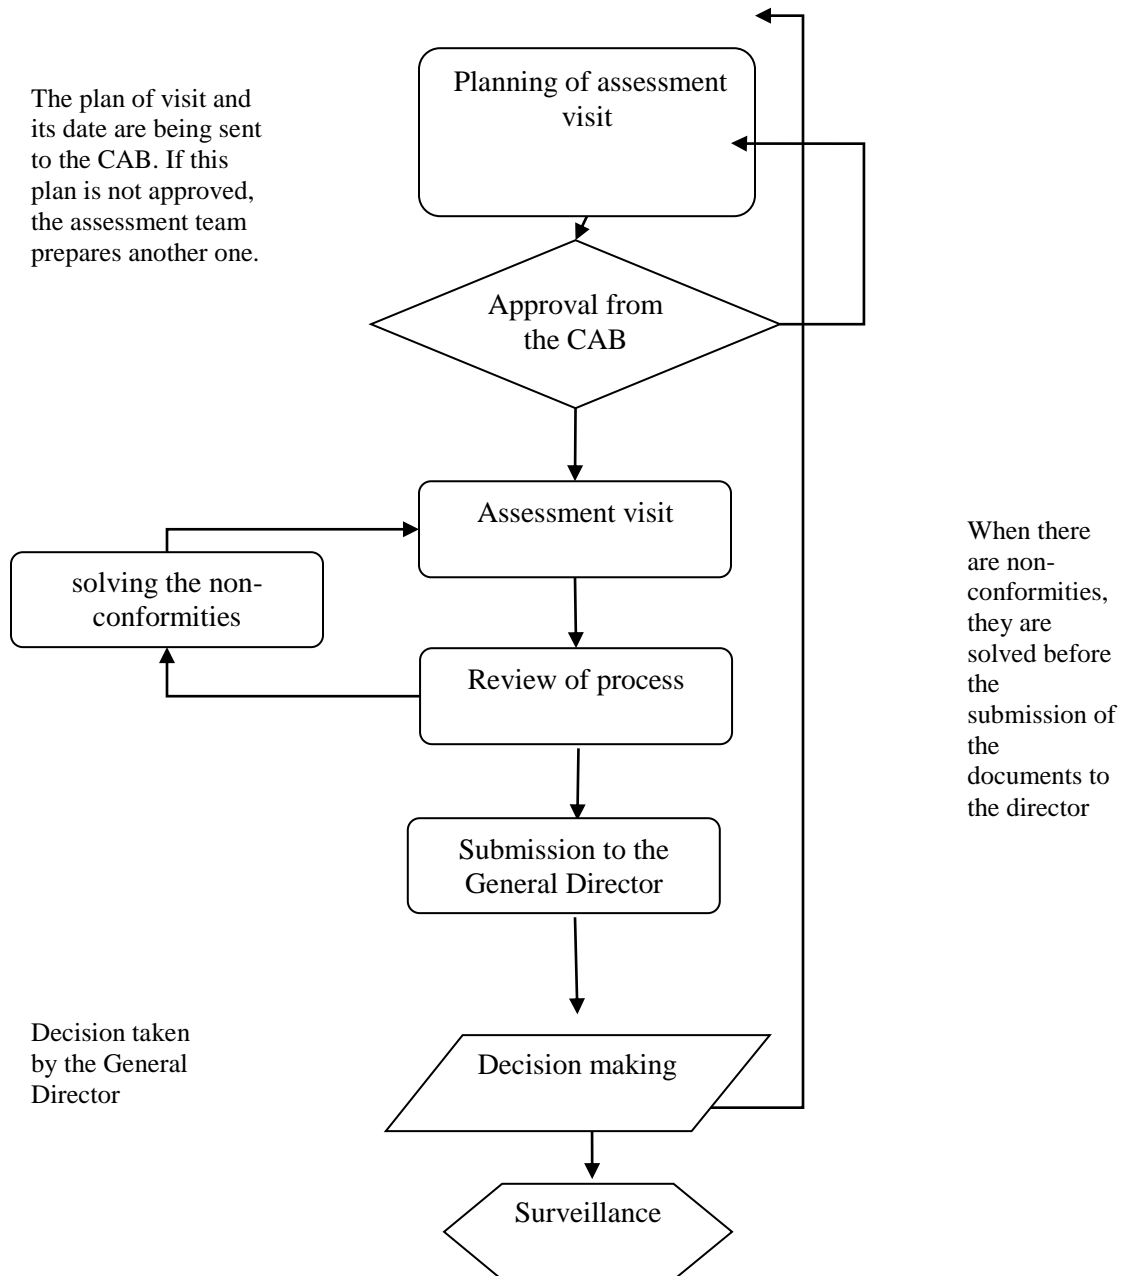 Planning of assessment
visit
The plan of visit and
its date are being sent
to the CAB. If this
plan is not approved,
the assessment team
prepares another one.
Approval from
the CAB
Assessment visit
solving the non-
conformities
Review of process
When there
are non-
conformities,
they are
solved before
the
submission of
the
documents to
the director
Submission to the
General Director
Decision taken
by the General
Director
Decision making
Surveillance